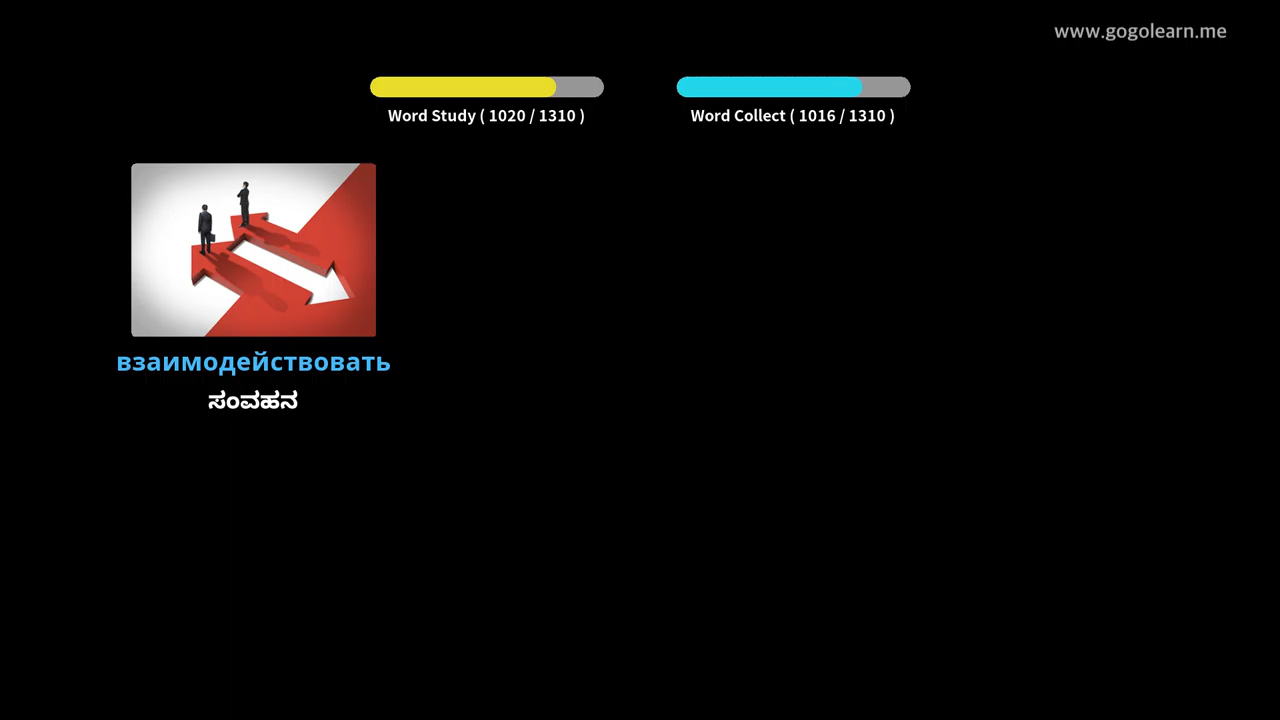 www.gogolearn.me
Word Study ( 1020 / 1310 )
Word Collect ( 1016 / 1310 )
взаимодействовать
ಸಂವಹನ